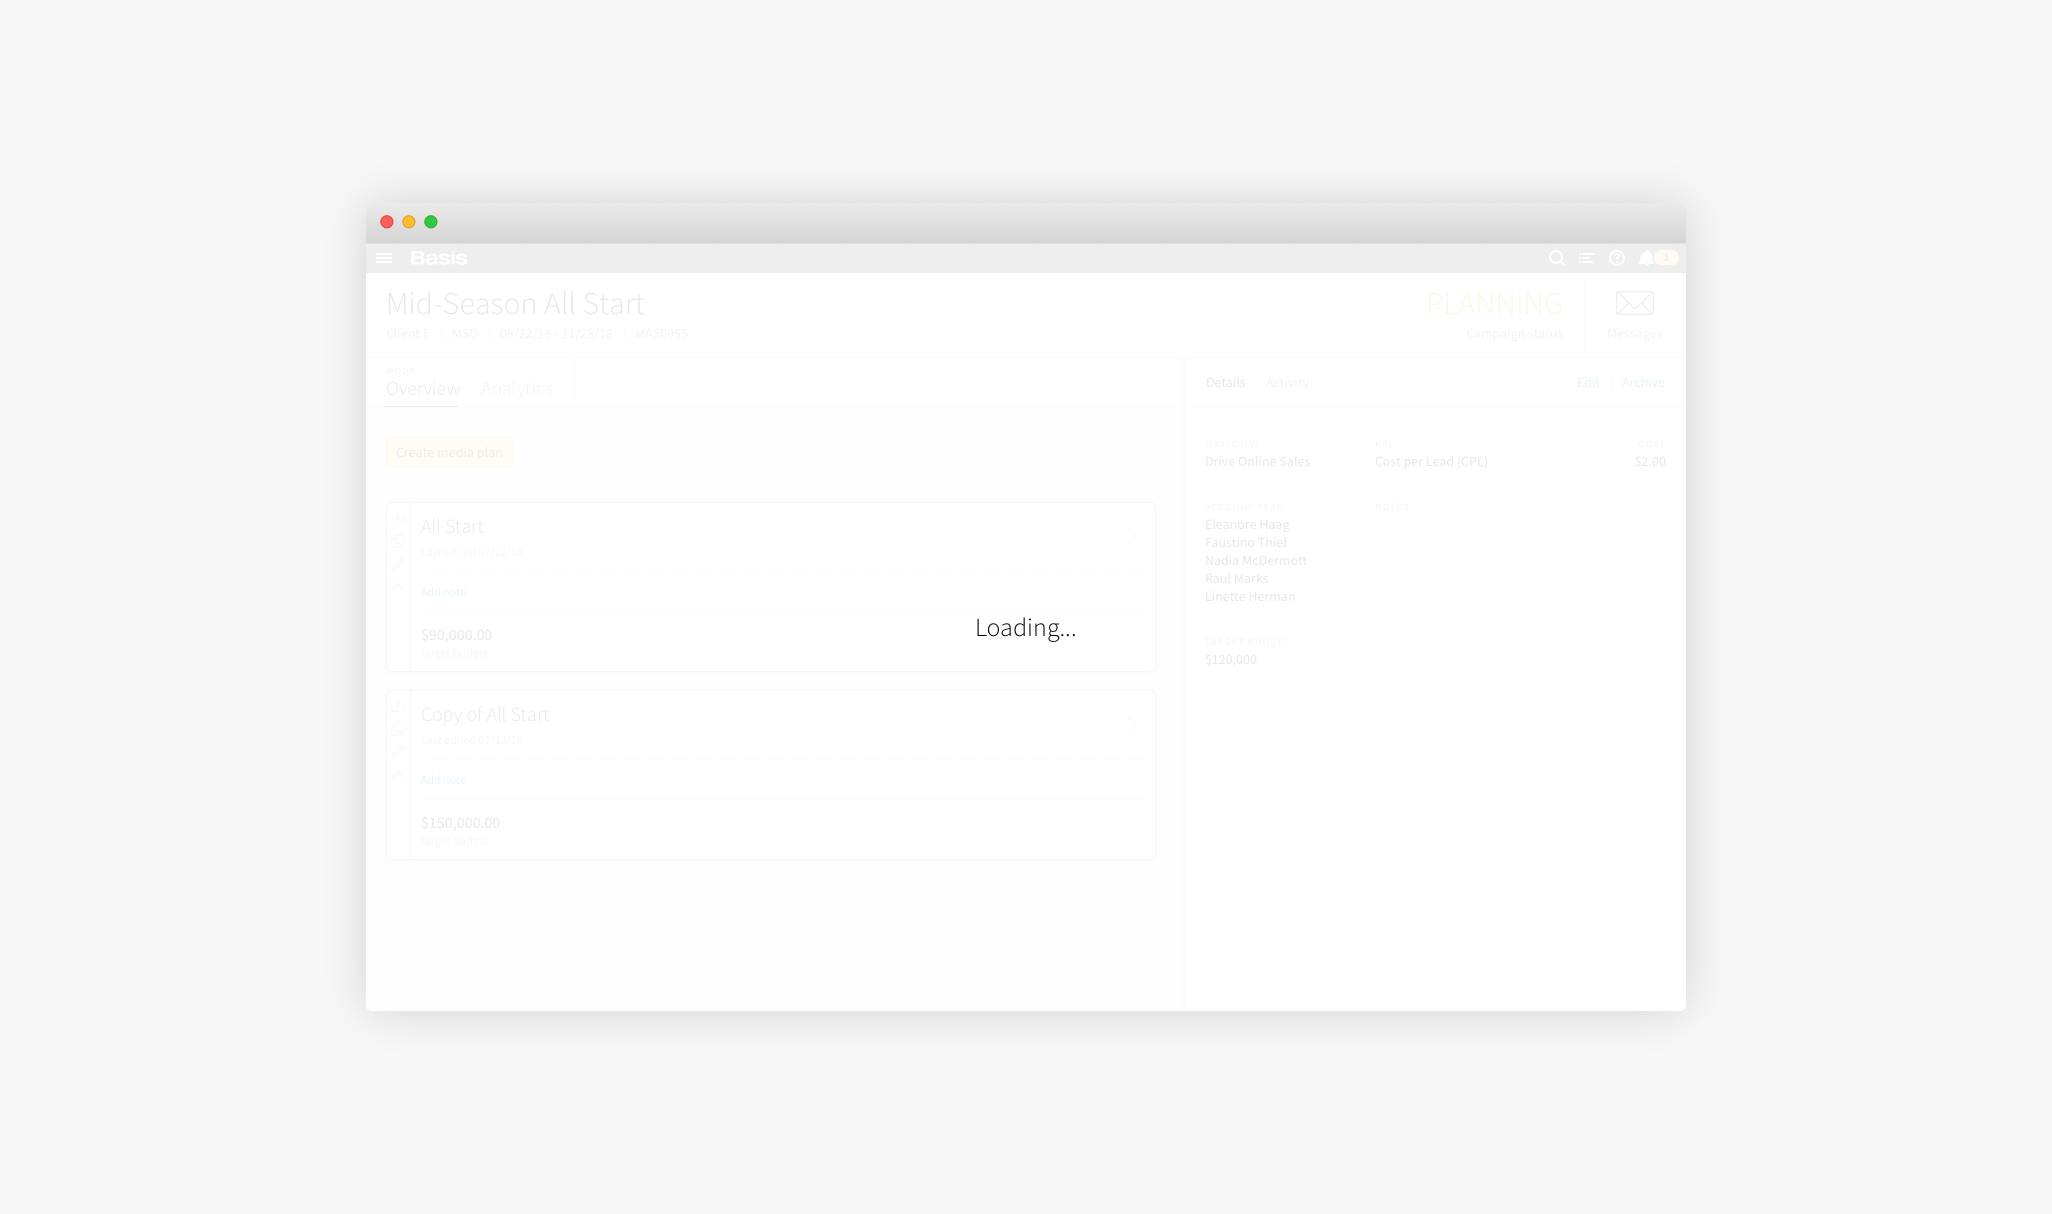 Basis
Mid-Season All Start
Client E MSG 06/22/18 - 11/28/18 MAS0055
PLANNING
Campaign status
Messages
MODE
Overview Analytics
Details Activity
Edit Archive
Create media plan
OBJECTIVE
Drive Online Sales
KPI
Cost per Lead (CPL)
GOAL
$2.00
ACCOUNT TEAM
Eleanore Haag
Faustino Thiel
Nadia McDermott
Raul Marks
Linette Herman
NOTES
TARGET BUDGET
$120,000
All Start
Last edited 07/12/18
Add note
$90,000.00
target budget
Loading...
Copy of All Start
Last edited 07/12/18
Add note
$150,000.00
target budget